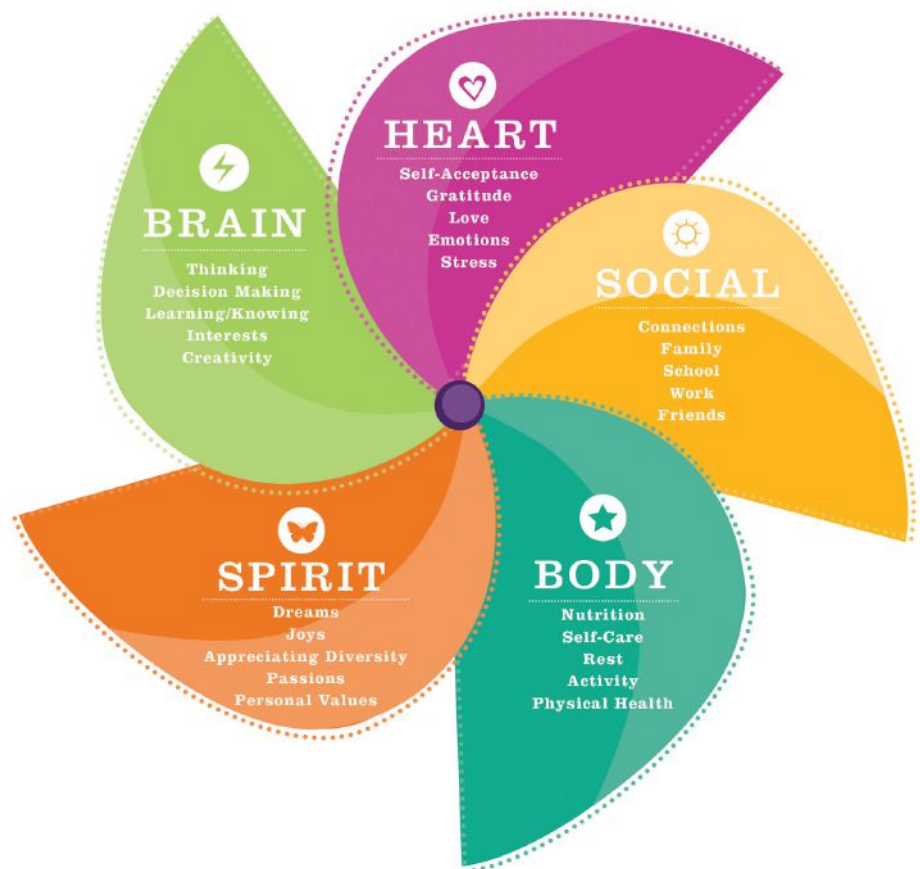 HEART
Self-Acceptance
Gratitude
Love
Emotions
Stress
BRAIN
Thinking
Decision Making
Learning/Knowing
Interests
Creativity
SOCIAL
Connections
Family
School
Work
Friends
SPIRIT
Dreams
Joys
Appreciating Diversity
Passions
Personal Values
BODY
Nutrition
Self-Care
Rest
Activity
Physical Health